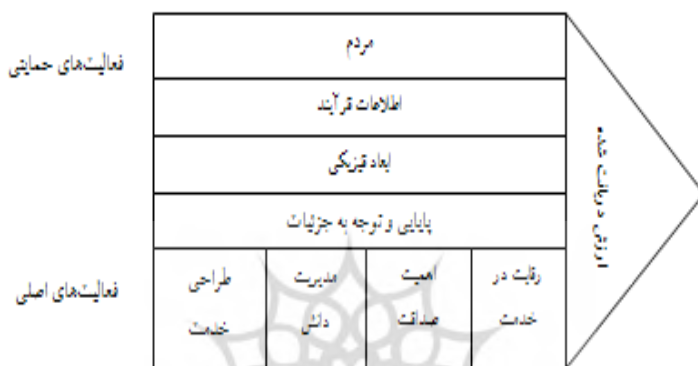 فعالیت‌های حمایتی
مردم
اطلاعات فرآیند
ابعاد فیزیکی
پایایی و توجه به جزئیات
فعالیت‌های اصلی
رقابت در
خدمت
اهمیت
صداقت
مدیریت
دانش
طراحی
خدمت
ارزش دریافت شده